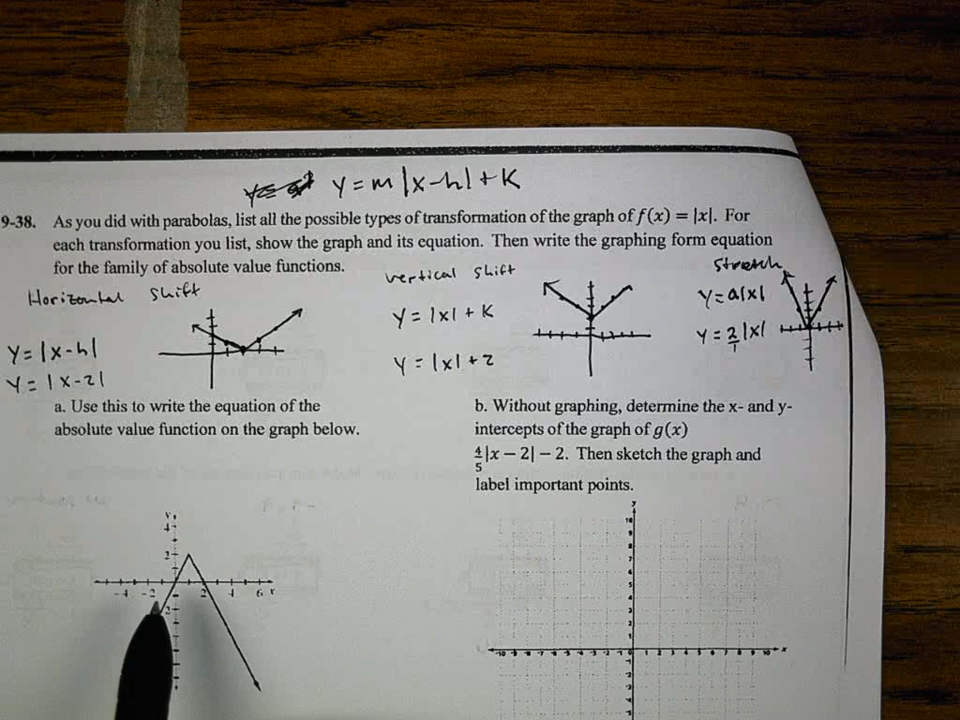 y = m |x-h| + K
9-38. As you did with parabolas, list all the possible types of transformation of the graph of f(x) = |x|. For
each transformation you list, show the graph and its equation. Then write the graphing form equation
for the family of absolute value functions.
Horizontal shift
vertical shift
stretch
y = |x| + K
y = a|x|
y = |x-h|
y = |x| + 2
y = 2/1 |x|
y = |x-2|
a. Use this to write the equation of the
absolute value function on the graph below.
b. Without graphing, determine the x- and y-
intercepts of the graph of g(x)
4/5|x − 2| − 2. Then sketch the graph and
label important points.